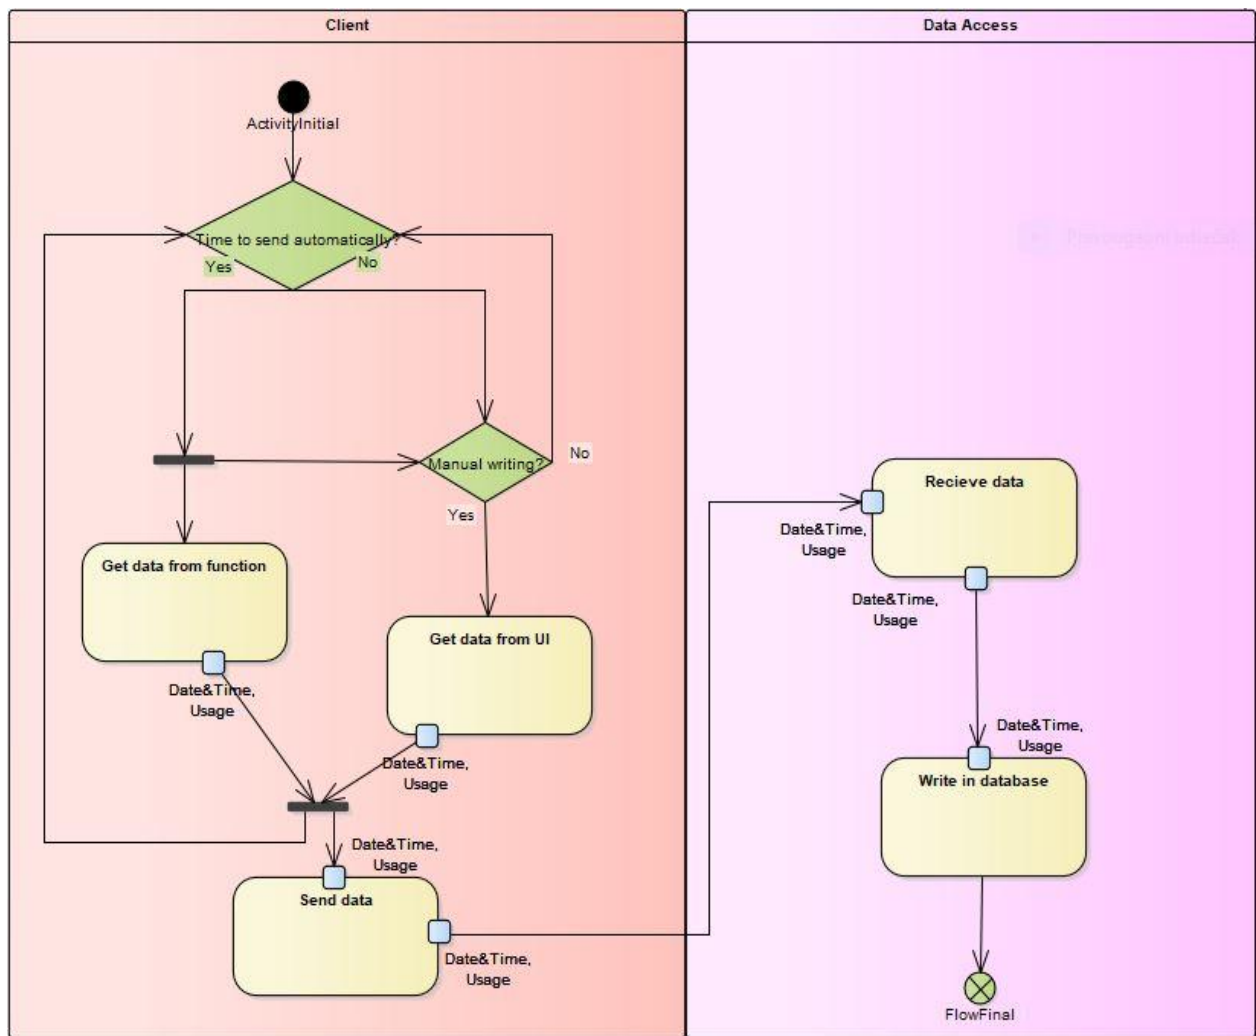 Client
Data Access
ActivityInitial
Time to send automatically?
Yes
No
Manual writing?
No
Yes
Get data from function
Date&Time,
Usage
Get data from UI
Date&Time,
Usage
Date&Time,
Usage
Send data
Date&Time,
Usage
Recieve data
Date&Time,
Usage
Date&Time,
Usage
Date&Time,
Usage
Write in database
FlowFinal